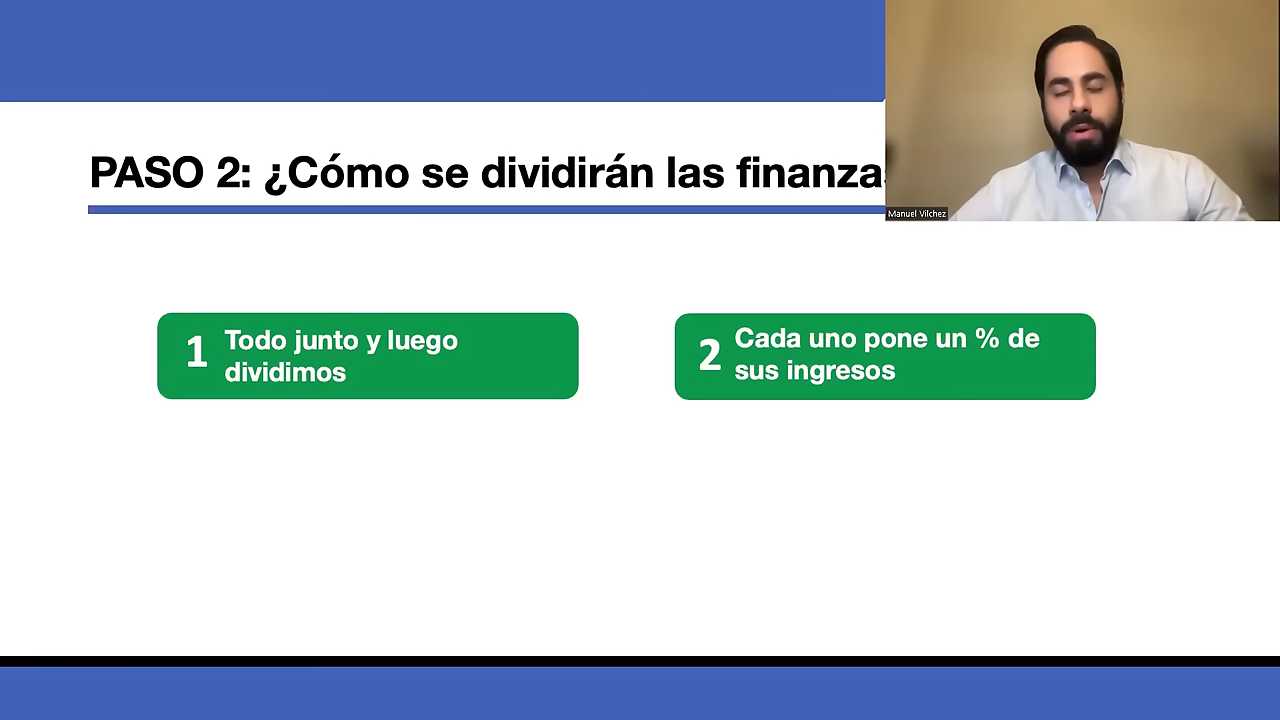 PASO 2: ¿Cómo se dividirán las finanzas
Manuel Vilchez
1 Todo junto y luego
dividimos
2 Cada uno pone un % de
sus ingresos